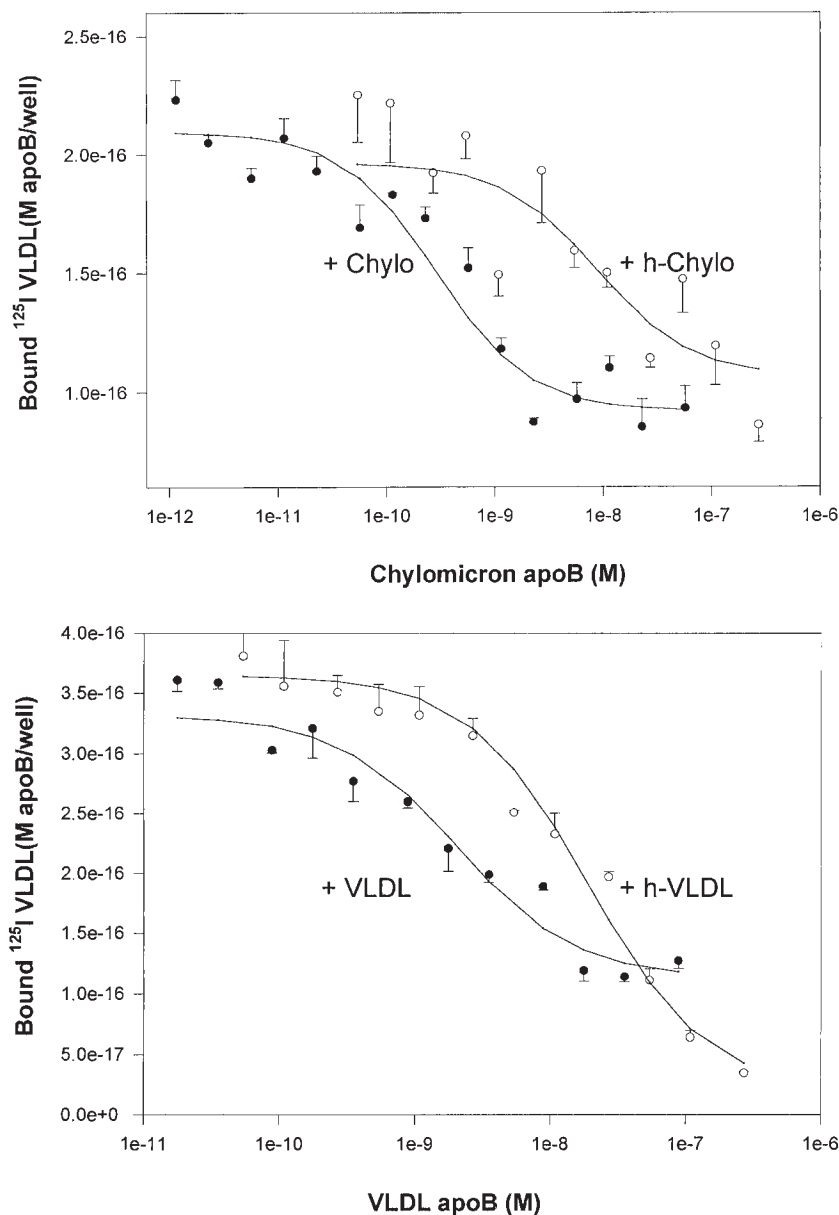 2.5e-16
2.0e-16
1.5e-16
1.0e-16
Bound ¹²⁵I VLDL(M apoB/well)
+ Chylo
+ h-Chylo
1e-12 1e-11 1e-10 1e-9 1e-8 1e-7 1e-6
Chylomicron apoB (M)
4.0e-16
3.5e-16
3.0e-16
2.5e-16
2.0e-16
1.5e-16
1.0e-16
5.0e-17
0.0e+0
Bound ¹²⁵I VLDL(M apoB/well)
+ VLDL
+ h-VLDL
1e-11 1e-10 1e-9 1e-8 1e-7 1e-6
VLDL apoB (M)